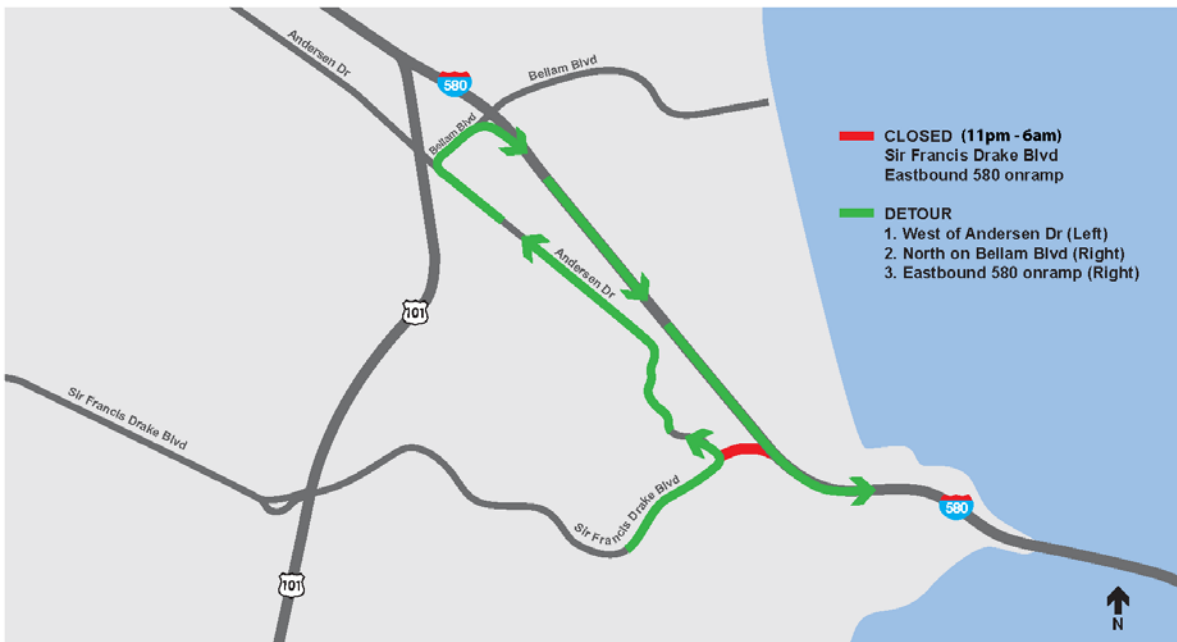 Andersen Dr
580
Bellam Blvd
Bellam Blvd
CLOSED (11pm - 6am)
Sir Francis Drake Blvd
Eastbound 580 onramp
DETOUR
1. West of Andersen Dr (Left)
2. North on Bellam Blvd (Right)
3. Eastbound 580 onramp (Right)
Andersen Dr
101
Sir Francis Drake Blvd
Sir Francis Drake Blvd
580
101
N